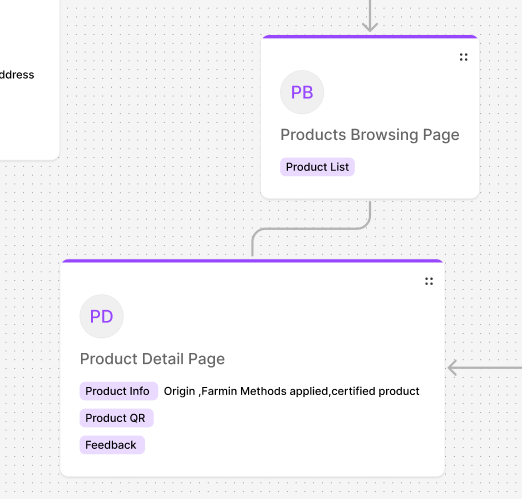 ddress
PB
Products Browsing Page
Product List
PD
Product Detail Page
Product Info Origin ,Farmin Methods applied,certified product
Product QR
Feedback